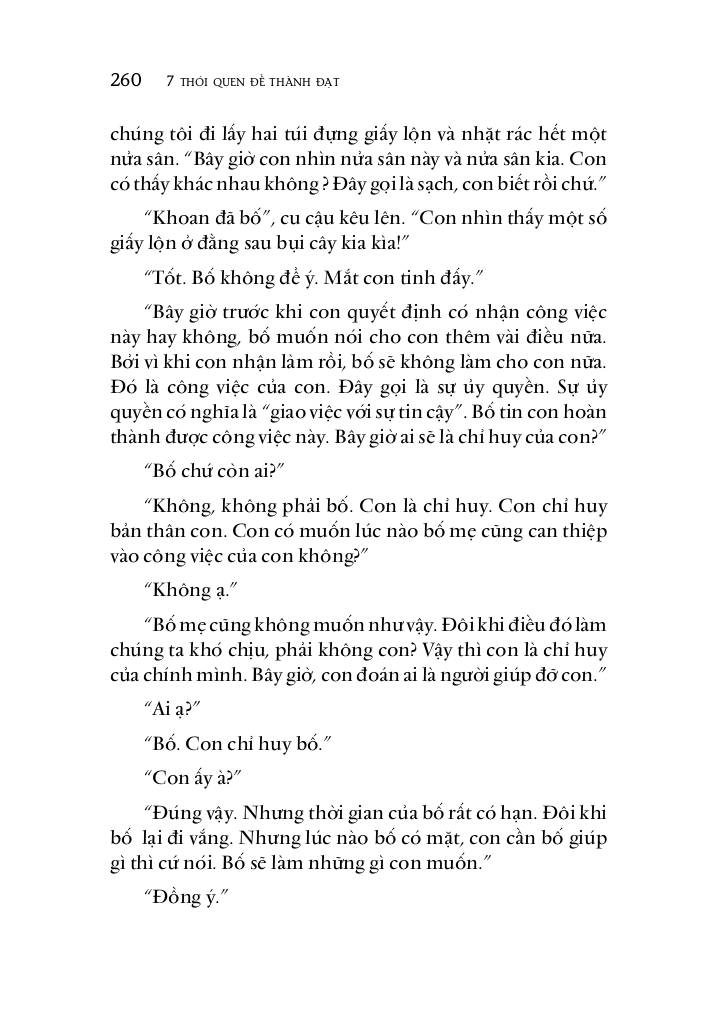 260 7 THÓI QUEN ĐỂ THÀNH ĐẠT
chúng tôi đi lấy hai túi đựng giấy lộn và nhặt rác hết một
nửa sân. “Bây giờ con nhìn nửa sân này và nửa sân kia. Con
có thấy khác nhau không ? Đây gọi là sạch, con biết rồi chứ.”
“Khoan đã bố”, cu cậu kêu lên. “Con nhìn thấy một số
giấy lộn ở đằng sau bụi cây kia kìa!”
“Tốt. Bố không để ý. Mắt con tinh đấy.”
“Bây giờ trước khi con quyết định có nhận công việc
này hay không, bố muốn nói cho con thêm vài điều nữa.
Bởi vì khi con nhận làm rồi, bố sẽ không làm cho con nữa.
Đó là công việc của con. Đây gọi là sự ủy quyền. Sự ủy
quyền có nghĩa là “giao việc với sự tin cậy”. Bố tin con hoàn
thành được công việc này. Bây giờ ai sẽ là chỉ huy của con?”
“Bố chứ còn ai?”
“Không, không phải bố. Con là chỉ huy. Con chỉ huy
bản thân con. Con có muốn lúc nào bố mẹ cũng can thiệp
vào công việc của con không?”
“Không ạ.”
“Bố mẹ cũng không muốn như vậy. Đôi khi điều đó làm
chúng ta khó chịu, phải không con? Vậy thì con là chỉ huy
của chính mình. Bây giờ, con đoán ai là người giúp đỡ con.”
“Ai ạ?”
“Bố. Con chỉ huy bố.”
“Con ấy à?”
“Đúng vậy. Nhưng thời gian của bố rất có hạn. Đôi khi
bố lại đi vắng. Nhưng lúc nào bố có mặt, con cần bố giúp
gì thì cứ nói. Bố sẽ làm những gì con muốn.”
“Đồng ý.”